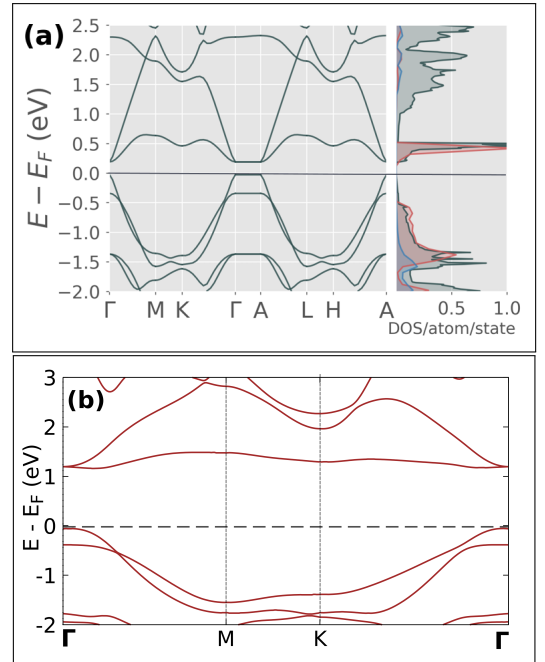 (a)
E − E_F (eV)
2.5
2.0
1.5
1.0
0.5
0.0
−0.5
−1.0
−1.5
−2.0
Γ M K Γ A L H A
0.5 1.0
DOS/atom/state
(b)
E - E_F (eV)
3
2
1
0
-1
-2
Γ M K Γ